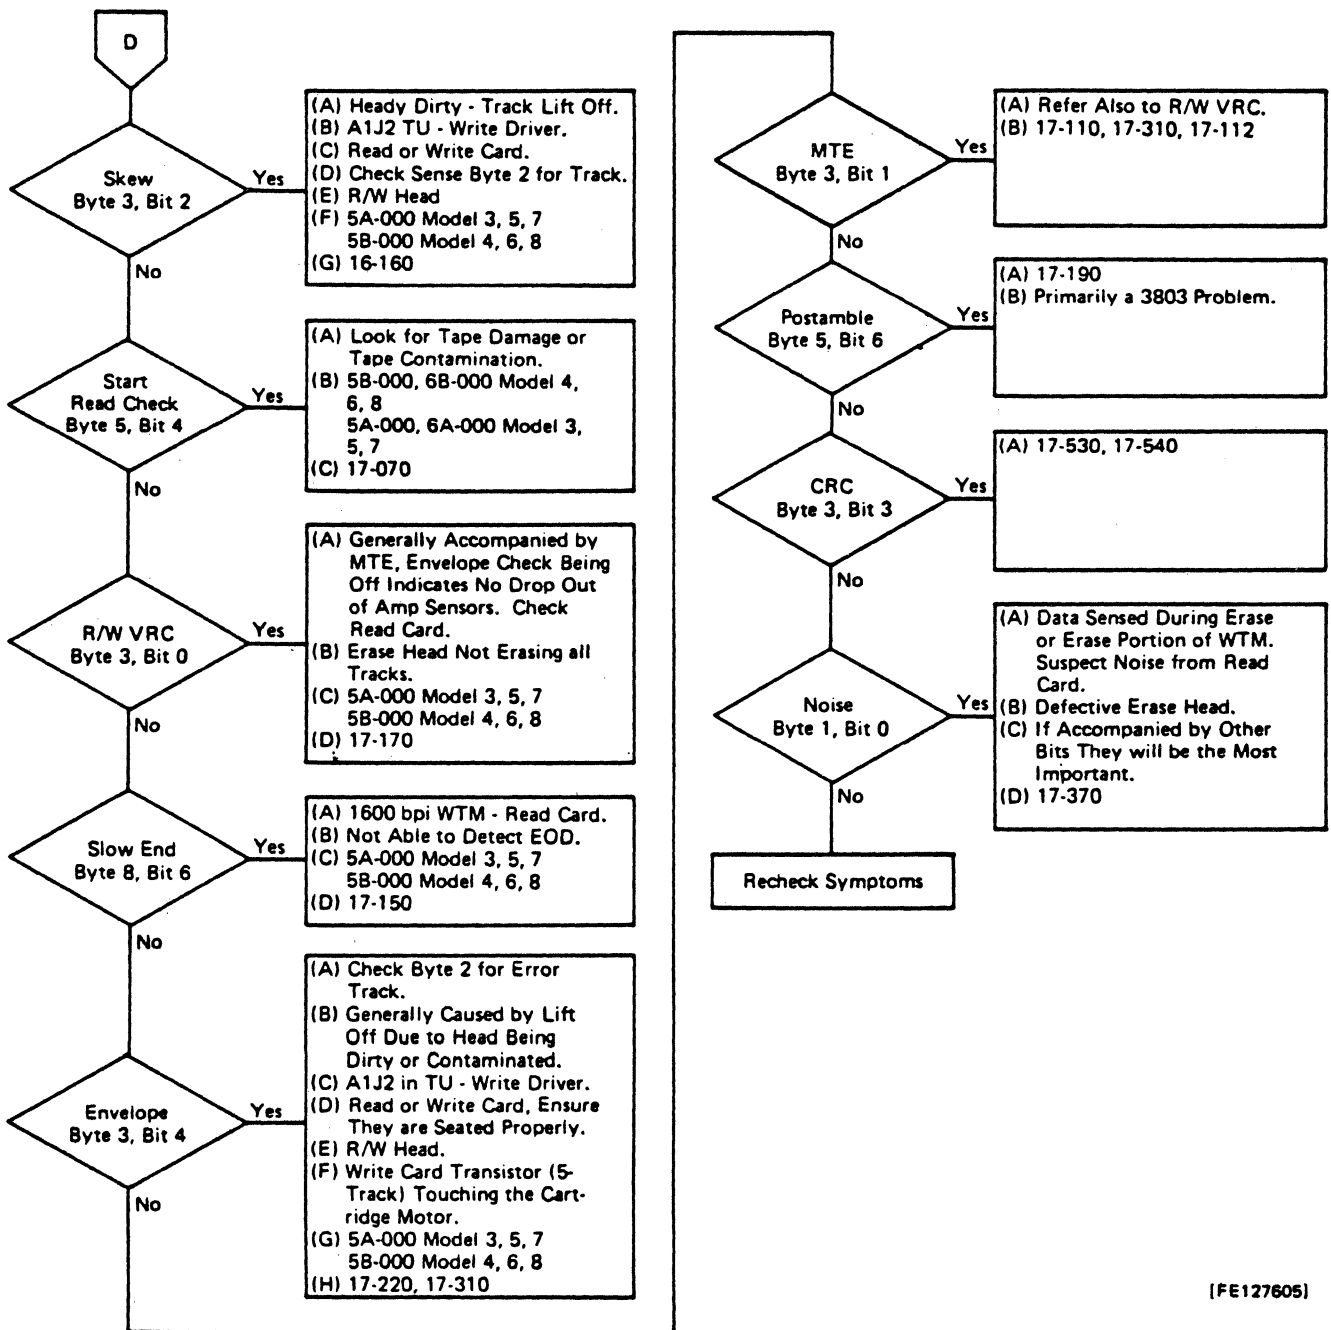 D
Skew
Byte 3, Bit 2
Yes
(A) Heady Dirty - Track Lift Off.
(B) A1J2 TU - Write Driver.
(C) Read or Write Card.
(D) Check Sense Byte 2 for Track.
(E) R/W Head
(F) 5A-000 Model 3, 5, 7
5B-000 Model 4, 6, 8
(G) 16-160
No
Start
Read Check
Byte 5, Bit 4
Yes
(A) Look for Tape Damage or
Tape Contamination.
(B) 5B-000, 6B-000 Model 4,
6, 8
5A-000, 6A-000 Model 3,
5, 7
(C) 17-070
No
R/W VRC
Byte 3, Bit 0
Yes
(A) Generally Accompanied by
MTE, Envelope Check Being
Off Indicates No Drop Out
of Amp Sensors. Check
Read Card.
(B) Erase Head Not Erasing all
Tracks.
(C) 5A-000 Model 3, 5, 7
5B-000 Model 4, 6, 8
(D) 17-170
No
Slow End
Byte 8, Bit 6
Yes
(A) 1600 bpi WTM - Read Card.
(B) Not Able to Detect EOD.
(C) 5A-000 Model 3, 5, 7
5B-000 Model 4, 6, 8
(D) 17-150
No
Envelope
Byte 3, Bit 4
Yes
(A) Check Byte 2 for Error
Track.
(B) Generally Caused by Lift
Off Due to Head Being
Dirty or Contaminated.
(C) A1J2 in TU - Write Driver.
(D) Read or Write Card, Ensure
They are Seated Properly.
(E) R/W Head.
(F) Write Card Transistor (5-
Track) Touching the Cart-
ridge Motor.
(G) 5A-000 Model 3, 5, 7
5B-000 Model 4, 6, 8
(H) 17-220, 17-310
No
MTE
Byte 3, Bit 1
Yes
(A) Refer Also to R/W VRC.
(B) 17-110, 17-310, 17-112
No
Postamble
Byte 5, Bit 6
Yes
(A) 17-190
(B) Primarily a 3803 Problem.
No
CRC
Byte 3, Bit 3
Yes
(A) 17-530, 17-540
No
Noise
Byte 1, Bit 0
Yes
(A) Data Sensed During Erase
or Erase Portion of WTM.
Suspect Noise from Read
Card.
(B) Defective Erase Head.
(C) If Accompanied by Other
Bits They will be the Most
Important.
(D) 17-370
No
Recheck Symptoms
[FE127605]